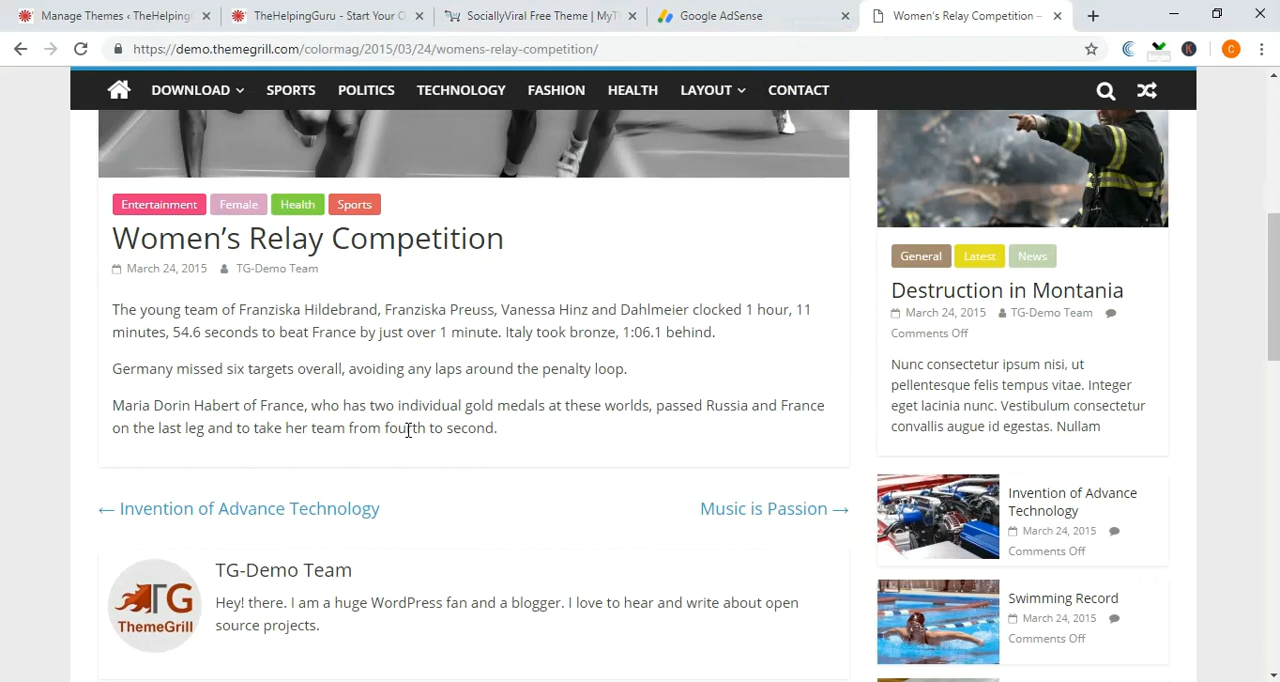 Manage Themes ‹ TheHelping
TheHelpingGuru - Start Your O
SociallyViral Free Theme | MyT
Google AdSense
Women's Relay Competition –
https://demo.themegrill.com/colormag/2015/03/24/womens-relay-competition/
K
C
DOWNLOAD SPORTS POLITICS TECHNOLOGY FASHION HEALTH LAYOUT CONTACT
Entertainment Female Health Sports
Women's Relay Competition
March 24, 2015 TG-Demo Team
The young team of Franziska Hildebrand, Franziska Preuss, Vanessa Hinz and Dahlmeier clocked 1 hour, 11
minutes, 54.6 seconds to beat France by just over 1 minute. Italy took bronze, 1:06.1 behind.
Germany missed six targets overall, avoiding any laps around the penalty loop.
Maria Dorin Habert of France, who has two individual gold medals at these worlds, passed Russia and France
on the last leg and to take her team from fourth to second.
← Invention of Advance Technology
Music is Passion →
TG
ThemeGrill
TG-Demo Team
Hey! there. I am a huge WordPress fan and a blogger. I love to hear and write about open
source projects.
General Latest News
Destruction in Montania
March 24, 2015 TG-Demo Team
Comments Off
Nunc consectetur ipsum nisi, ut
pellentesque felis tempus vitae. Integer
eget lacinia nunc. Vestibulum consectetur
convallis augue id egestas. Nullam
Invention of Advance
Technology
March 24, 2015
Comments Off
Swimming Record
March 24, 2015
Comments Off